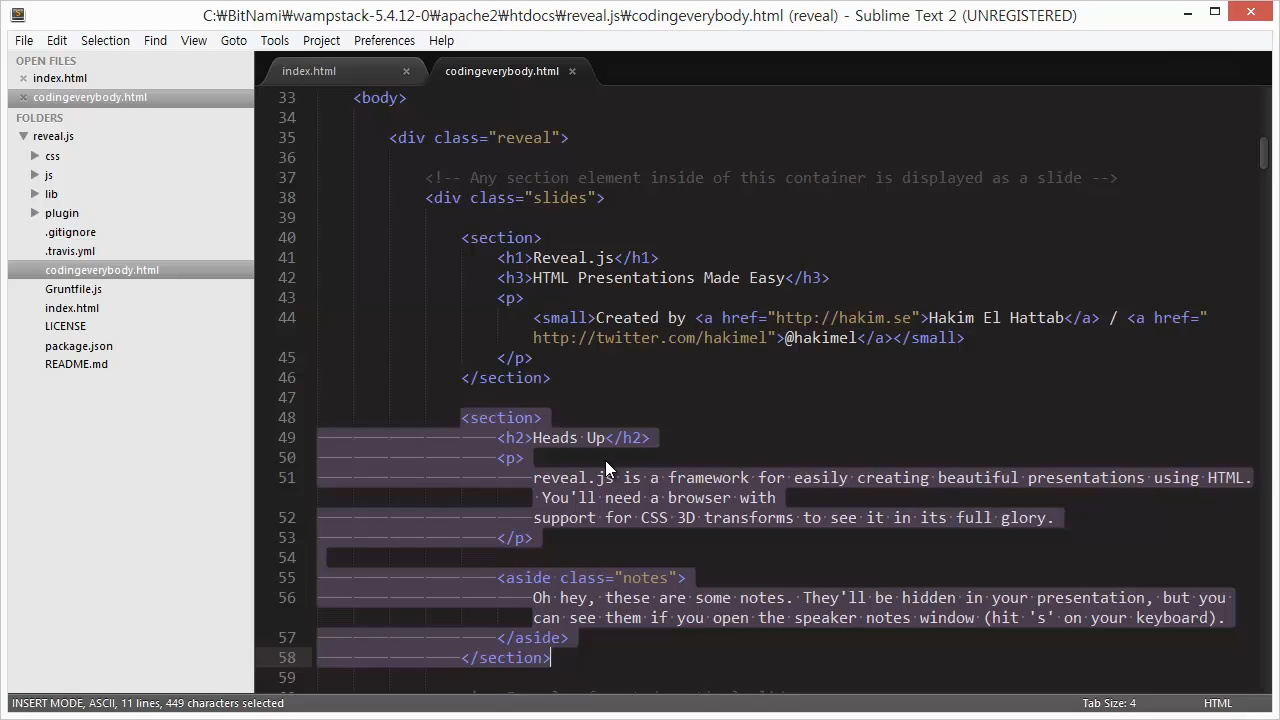 C:₩BitNami₩wampstack-5.4.12-0₩apache2₩htdocs₩reveal.js₩codingeverybody.html (reveal) - Sublime Text 2 (UNREGISTERED)
File Edit Selection Find View Goto Tools Project Preferences Help
OPEN FILES
index.html
codingeverybody.html
FOLDERS
reveal.js
css
js
lib
plugin
.gitignore
.travis.yml
codingeverybody.html
Gruntfile.js
index.html
LICENSE
package.json
README.md
index.html codingeverybody.html
33 <body>
34
35 <div class="reveal">
36
37 <!-- Any section element inside of this container is displayed as a slide -->
38 <div class="slides">
39
40 <section>
41 <h1>Reveal.js</h1>
42 <h3>HTML Presentations Made Easy</h3>
43 <p>
44 <small>Created by <a href="http://hakim.se">Hakim El Hattab</a> / <a href="
http://twitter.com/hakimel">@hakimel</a></small>
45 </p>
46 </section>
47
48 <section>
49 <h2>Heads Up</h2>
50 <p>
51 reveal.js is a framework for easily creating beautiful presentations using HTML.
You'll need a browser with
52 support for CSS 3D transforms to see it in its full glory.
53 </p>
54
55 <aside class="notes">
56 Oh hey, these are some notes. They'll be hidden in your presentation, but you
can see them if you open the speaker notes window (hit 's' on your keyboard).
57 </aside>
58 </section>
59
INSERT MODE, ASCII, 11 lines, 449 characters selected
Tab Size: 4 HTML